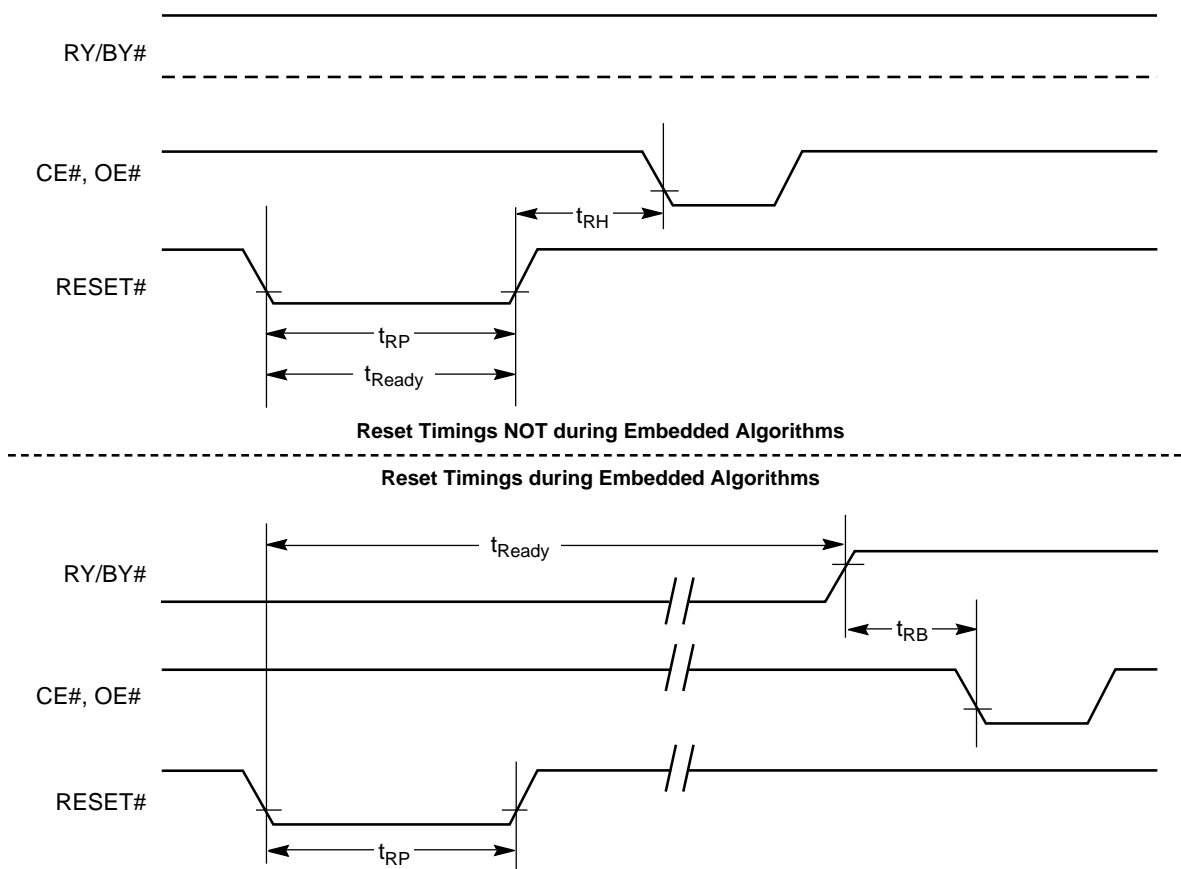 RY/BY#
CE#, OE#
tRH
RESET#
tRP
tReady
Reset Timings NOT during Embedded Algorithms
Reset Timings during Embedded Algorithms
tReady
RY/BY#
tRB
CE#, OE#
RESET#
tRP